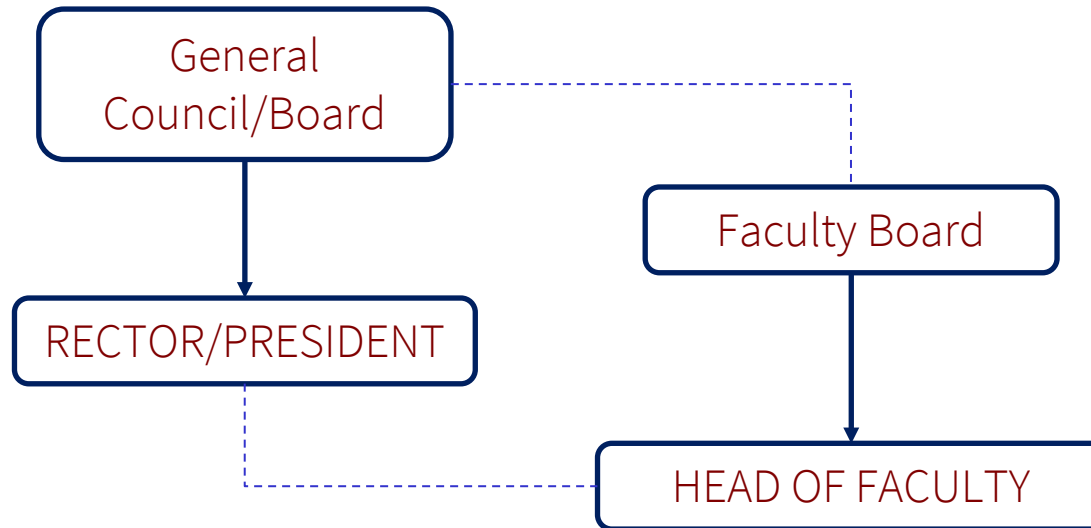 General
Council/Board
Faculty Board
RECTOR/PRESIDENT
HEAD OF FACULTY